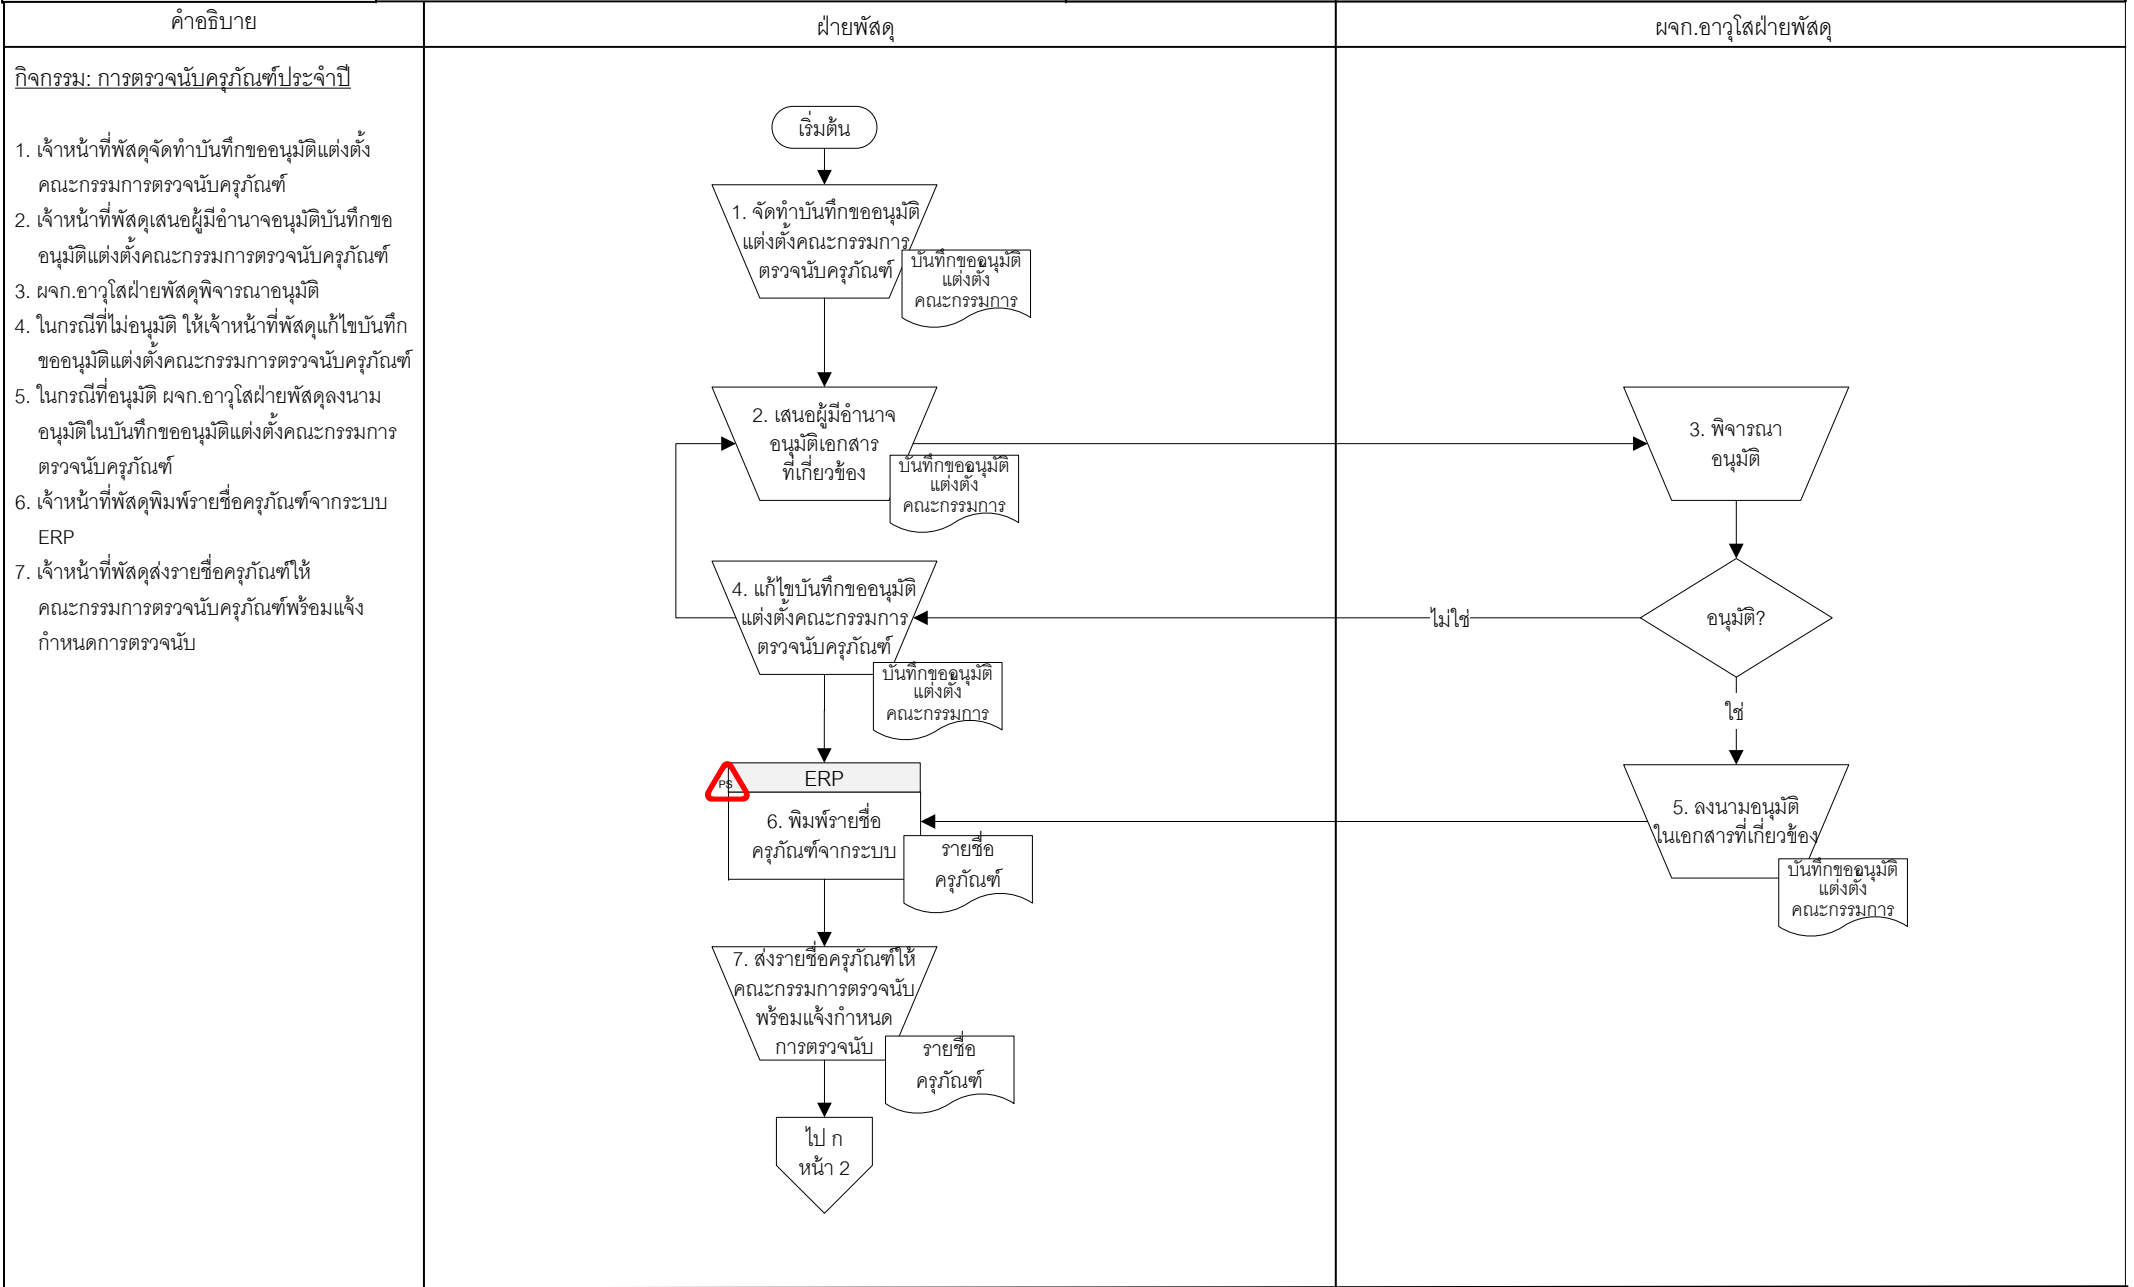 คำอธิบาย
ฝ่ายพัสดุ
ผจก.อาวุโสฝ่ายพัสดุ
กิจกรรม: การตรวจนับครุภัณฑ์ประจำปี
1. เจ้าหน้าที่พัสดุจัดทำบันทึกขออนุมัติแต่งตั้ง
คณะกรรมการตรวจนับครุภัณฑ์
2. เจ้าหน้าที่พัสดุเสนอผู้มีอำนาจอนุมัติบันทึกขอ
อนุมัติแต่งตั้งคณะกรรมการตรวจนับครุภัณฑ์
3. ผจก.อาวุโสฝ่ายพัสดุพิจารณาอนุมัติ
4. ในกรณีที่ไม่อนุมัติ ให้เจ้าหน้าที่พัสดุแก้ไขบันทึก
ขออนุมัติแต่งตั้งคณะกรรมการตรวจนับครุภัณฑ์
5. ในกรณีที่อนุมัติ ผจก.อาวุโสฝ่ายพัสดุลงนาม
อนุมัติในบันทึกขออนุมัติแต่งตั้งคณะกรรมการ
ตรวจนับครุภัณฑ์
6. เจ้าหน้าที่พัสดุพิมพ์รายชื่อครุภัณฑ์จากระบบ
ERP
7. เจ้าหน้าที่พัสดุส่งรายชื่อครุภัณฑ์ให้
คณะกรรมการตรวจนับครุภัณฑ์พร้อมแจ้ง
กำหนดการตรวจนับ
เริ่มต้น
1. จัดทำบันทึกขออนุมัติ
แต่งตั้งคณะกรรมการ
ตรวจนับครุภัณฑ์
บันทึกขออนุมัติ
แต่งตั้ง
คณะกรรมการ
2. เสนอผู้มีอำนาจ
อนุมัติเอกสาร
ที่เกี่ยวข้อง
บันทึกขออนุมัติ
แต่งตั้ง
คณะกรรมการ
3. พิจารณา
อนุมัติ
อนุมัติ?
ไม่ใช่
4. แก้ไขบันทึกขออนุมัติ
แต่งตั้งคณะกรรมการ
ตรวจนับครุภัณฑ์
บันทึกขออนุมัติ
แต่งตั้ง
คณะกรรมการ
ใช่
5. ลงนามอนุมัติ
ในเอกสารที่เกี่ยวข้อง
บันทึกขออนุมัติ
แต่งตั้ง
คณะกรรมการ
PS
ERP
6. พิมพ์รายชื่อ
ครุภัณฑ์จากระบบ
รายชื่อ
ครุภัณฑ์
7. ส่งรายชื่อครุภัณฑ์ให้
คณะกรรมการตรวจนับ
พร้อมแจ้งกำหนด
การตรวจนับ
รายชื่อ
ครุภัณฑ์
ไป ก
หน้า 2